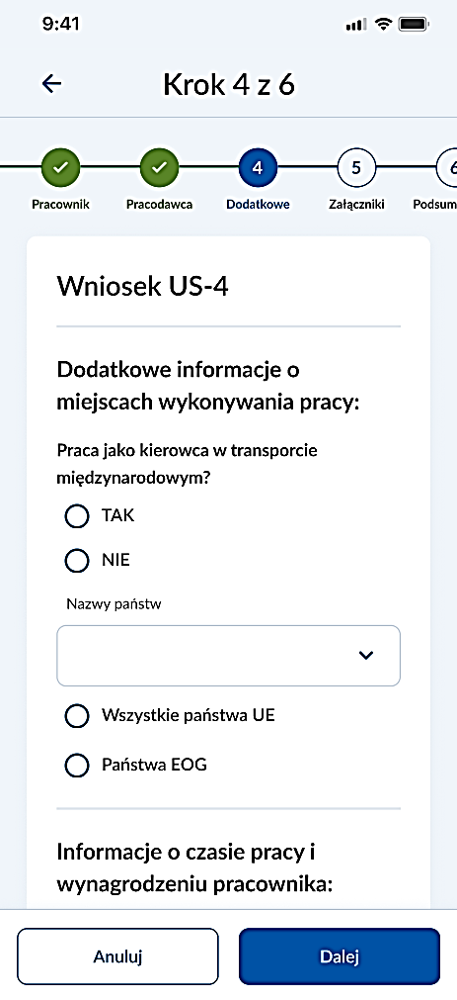 9:41
Krok 4 z 6
4
5
6
Pracownik
Pracodawca
Dodatkowe
Załączniki
Podsum
Wniosek US-4
Dodatkowe informacje o
miejscach wykonywania pracy:
Praca jako kierowca w transporcie
międzynarodowym?
TAK
NIE
Nazwy państw
Wszystkie państwa UE
Państwa EOG
Informacje o czasie pracy i
wynagrodzeniu pracownika:
Anuluj
Dalej